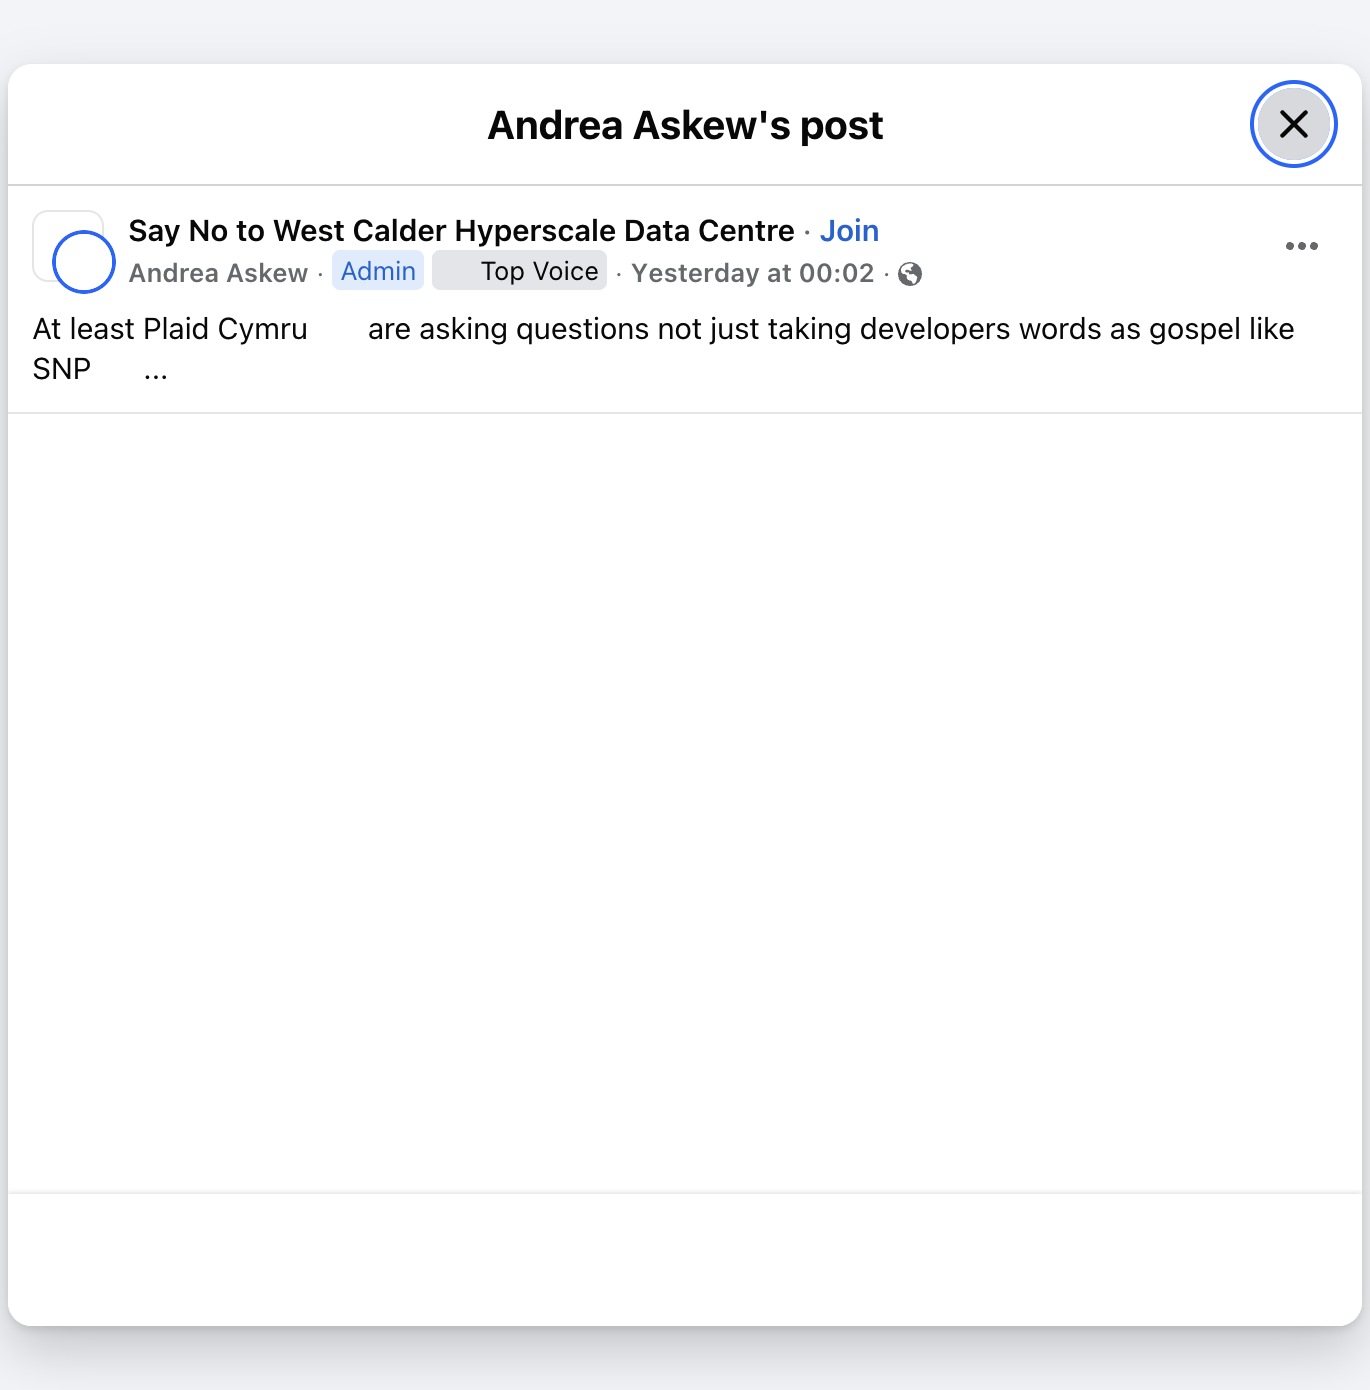 Andrea Askew's post
Say No to West Calder Hyperscale Data Centre · Join
Andrea Askew · Admin Top Voice · Yesterday at 00:02 ·
At least Plaid Cymru are asking questions not just taking developers words as gospel like
SNP ...